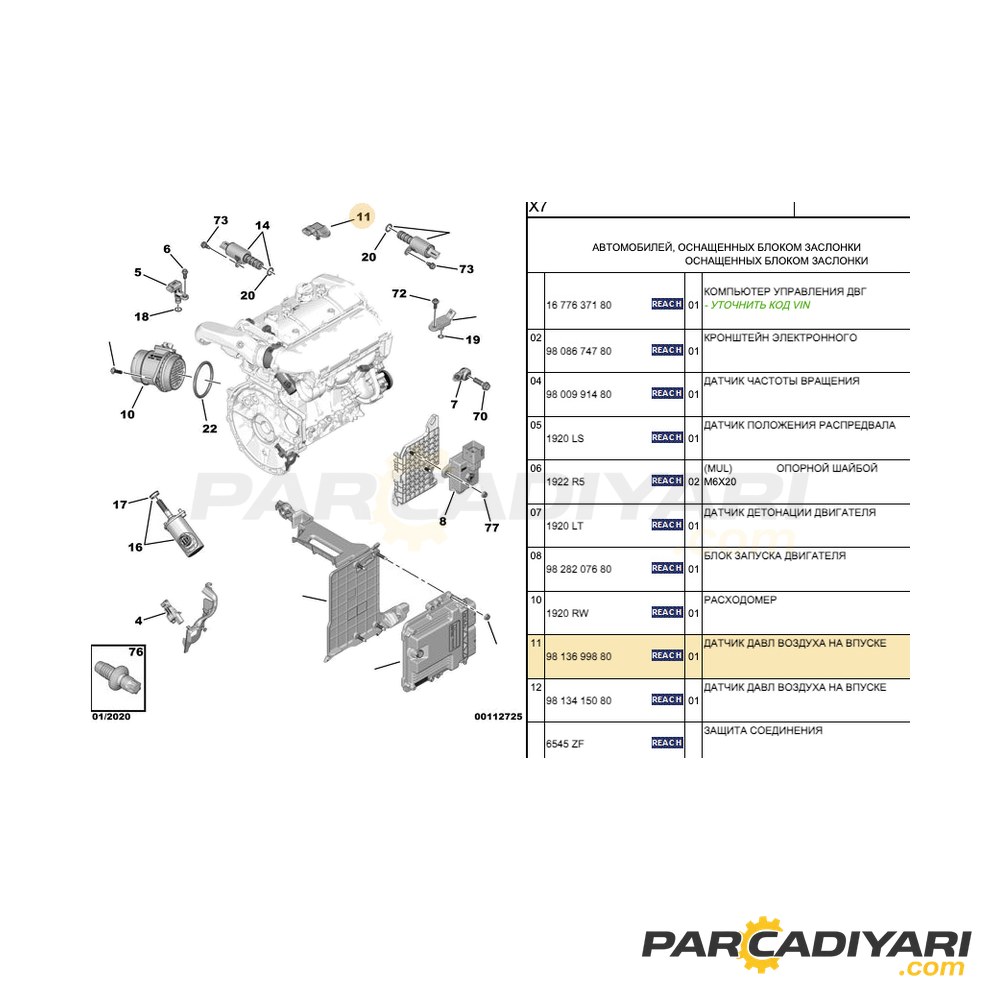 73
14
11
20
73
6
5
20
72
18
19
10
22
7
70
17
16
8
77
4
76
01/2020
00112725
X7
АВТОМОБИЛЕЙ, ОСНАЩЕННЫХ БЛОКОМ ЗАСЛОНКИ
ОСНАЩЕННЫХ БЛОКОМ ЗАСЛОНКИ
16 776 371 80 REACH 01 КОМПЬЮТЕР УПРАВЛЕНИЯ ДВГ
- УТОЧНИТЬ КОД VIN
02 98 086 747 80 REACH 01 КРОНШТЕЙН ЭЛЕКТРОННОГО
04 98 009 914 80 REACH 01 ДАТЧИК ЧАСТОТЫ ВРАЩЕНИЯ
05 1920 LS REACH 01 ДАТЧИК ПОЛОЖЕНИЯ РАСПРЕДВАЛА
06 1922 R5 REACH 02 (MUL) ОПОРНОЙ ШАЙБОЙ
M6X20
07 1920 LT REACH 01 ДАТЧИК ДЕТОНАЦИИ ДВИГАТЕЛЯ
08 98 282 076 80 REACH 01 БЛОК ЗАПУСКА ДВИГАТЕЛЯ
10 1920 RW REACH 01 РАСХОДОМЕР
11 98 136 998 80 REACH 01 ДАТЧИК ДАВЛ ВОЗДУХА НА ВПУСКЕ
12 98 134 150 80 REACH 01 ДАТЧИК ДАВЛ ВОЗДУХА НА ВПУСКЕ
6545 ZF REACH ЗАЩИТА СОЕДИНЕНИЯ
PARCADIYARI
.com
PARCADIYARI
.com